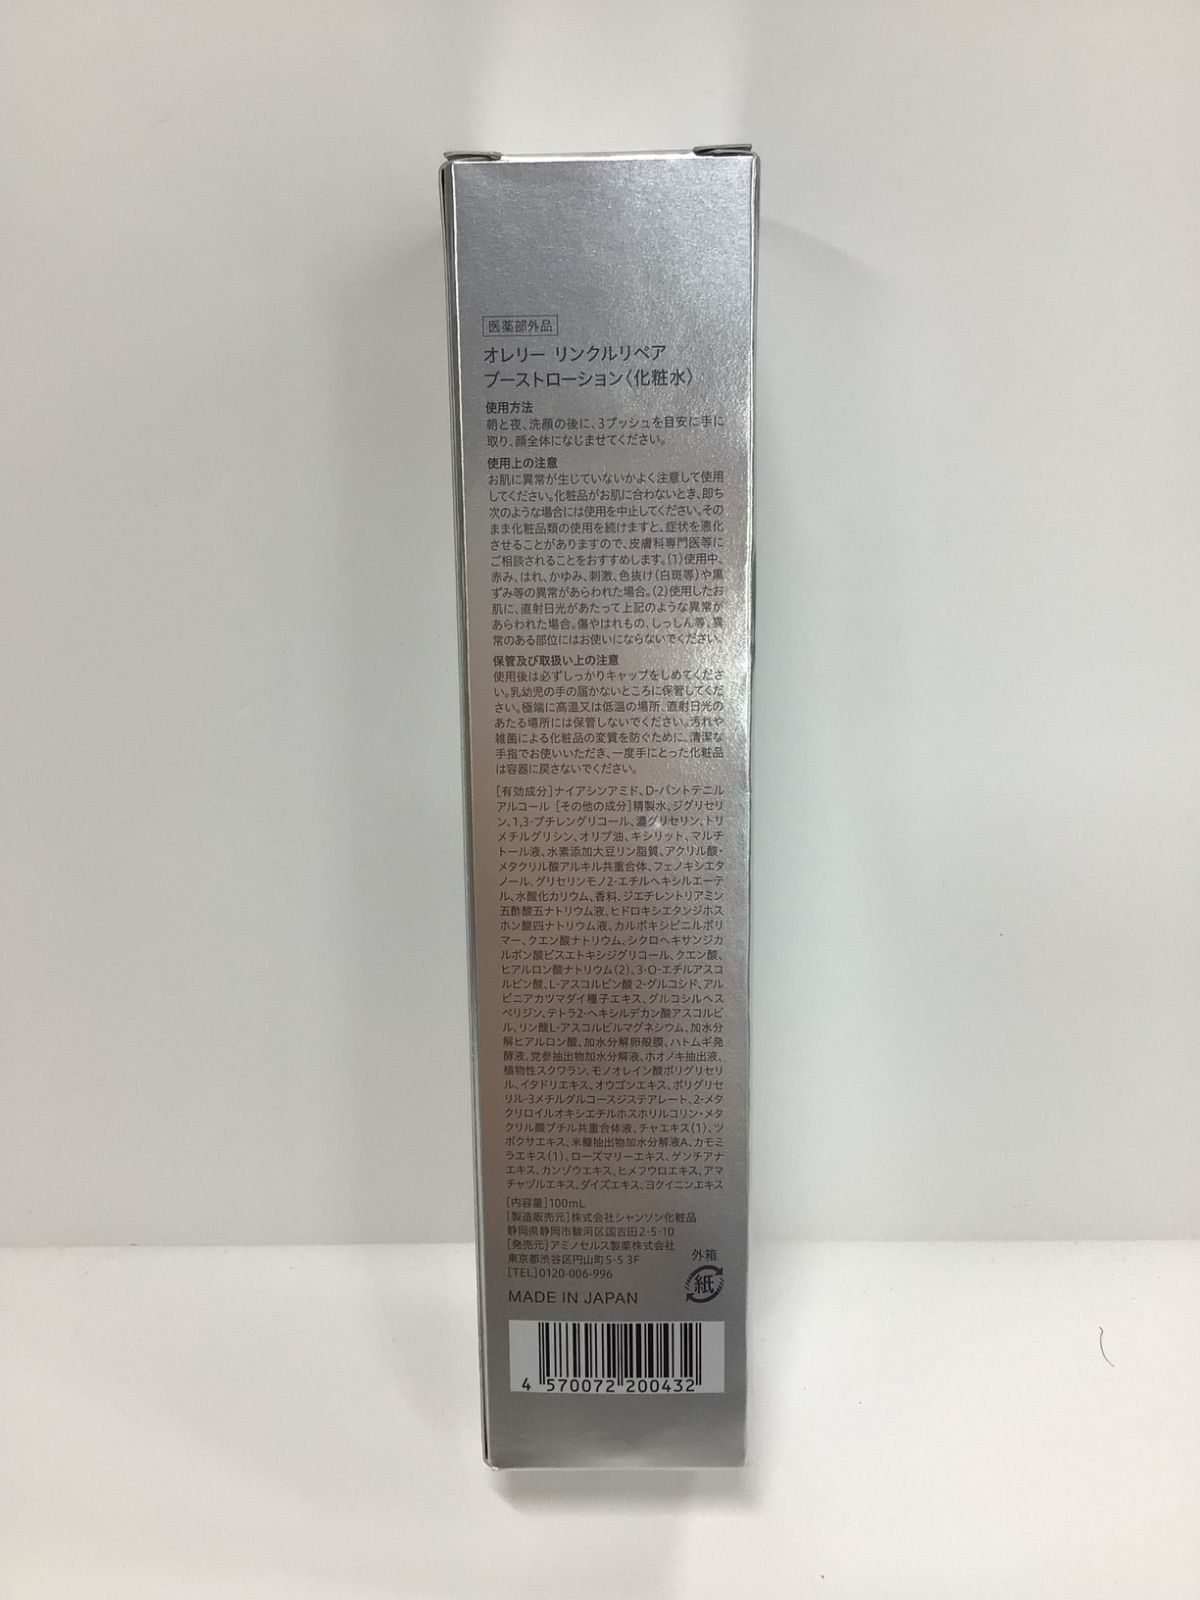 医薬部外品
オレリー リンクルリペア
ブーストローション〈化粧水〉
使用方法
朝と夜、洗顔の後に、3プッシュを目安に手に
取り、顔全体になじませてください。
使用上の注意
お肌に異常が生じていないかよく注意して使用
してください。化粧品がお肌に合わないとき、即ち
次のような場合には使用を中止してください。その
まま化粧品類の使用を続けますと、症状を悪化
させることがありますので、皮膚科専門医等に
ご相談されることをおすすめします。(1)使用中、
赤み、はれ、かゆみ、刺激、色抜け(白斑等)や黒
ずみ等の異常があらわれた場合。(2)使用したお
肌に、直射日光があたって上記のような異常が
あらわれた場合。傷やはれもの、しっしん等、異
常のある部位にはお使いにならないでください。
保管及び取扱い上の注意
使用後は必ずしっかりキャップをしめてくださ
い。乳幼児の手の届かないところに保管してくだ
さい。極端に高温又は低温の場所、直射日光の
あたる場所には保管しないでください。汚れや
雑菌による化粧品の変質を防ぐために、清潔な
手指でお使いいただき、一度手にとった化粧品
は容器に戻さないでください。
[有効成分]ナイアシンアミド、D-パントテニル
アルコール [その他の成分]精製水、ジグリセリ
ン、1,3-ブチレングリコール、濃グリセリン、トリ
メチルグリシン、オリブ油、キシリット、マルチ
トール液、水素添加大豆リン脂質、アクリル酸・
メタクリル酸アルキル共重合体、フェノキシエタ
ノール、グリセリンモノ2-エチルヘキシルエーテ
ル、水酸化カリウム、香料、ジエチレントリアミン
五酢酸五ナトリウム液、ヒドロキシエタンジホス
ホン酸四ナトリウム液、カルボキシビニルポリ
マー、クエン酸ナトリウム、シクロヘキサンジカ
ルボン酸ビスエトキシジグリコール、クエン酸、
ヒアルロン酸ナトリウム(2)、3-O-エチルアスコ
ルビン酸、L-アスコルビン酸 2-グルコシド、アル
ピニアカツマダイ種子エキス、グルコシルヘス
ペリジン、テトラ2-ヘキシルデカン酸アスコルビ
ル、リン酸L-アスコルビルマグネシウム、加水分
解ヒアルロン酸、加水分解卵殻膜、ハトムギ発
酵液、党参抽出物加水分解液、ホオノキ抽出液、
植物性スクワラン、モノオレイン酸ポリグリセリ
ル、イタドリエキス、オウゴンエキス、ポリグリセ
リル-3メチルグルコースジステアレート、2-メタ
クリロイルオキシエチルホスホリルコリン・メタ
クリル酸ブチル共重合体液、チャエキス(1)、ツ
ボクサエキス、米糠抽出物加水分解液A、カモミ
ラエキス(1)、ローズマリーエキス、ゲンチアナ
エキス、カンゾウエキス、ヒメフウロエキス、アマ
チャヅルエキス、ダイズエキス、ヨクイニンエキス
[内容量]100mL
[製造販売元]株式会社シャンソン化粧品
静岡県静岡市駿河区国吉田2-5-10
[発売元]アミノセルス製薬株式会社
東京都渋谷区円山町5-5 3F
[TEL]0120-006-996
外箱
紙
MADE IN JAPAN
4 570072 200432